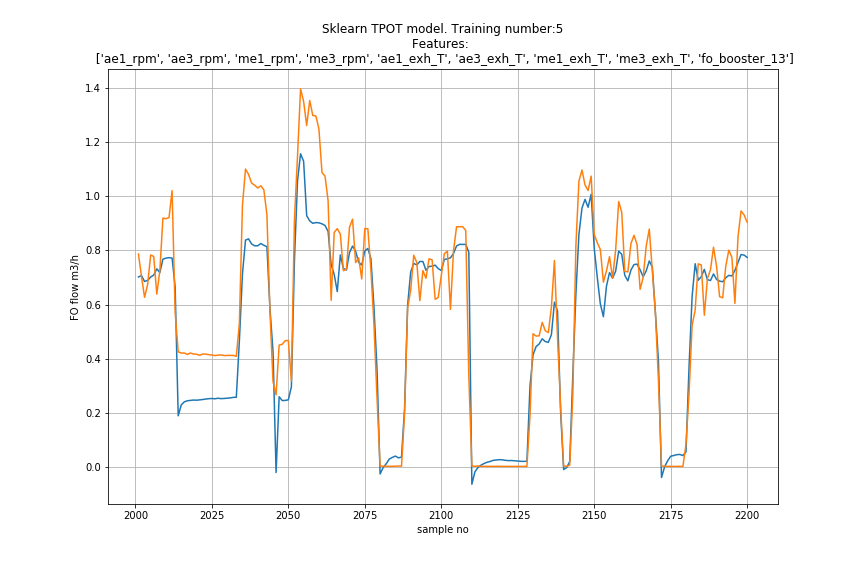 Sklearn TPOT model. Training number:5
Features:
['ae1_rpm', 'ae3_rpm', 'me1_rpm', 'me3_rpm', 'ae1_exh_T', 'ae3_exh_T', 'me1_exh_T', 'me3_exh_T', 'fo_booster_13']
FO flow m3/h
1.4
1.2
1.0
0.8
0.6
0.4
0.2
0.0
2000 2025 2050 2075 2100 2125 2150 2175 2200
sample no